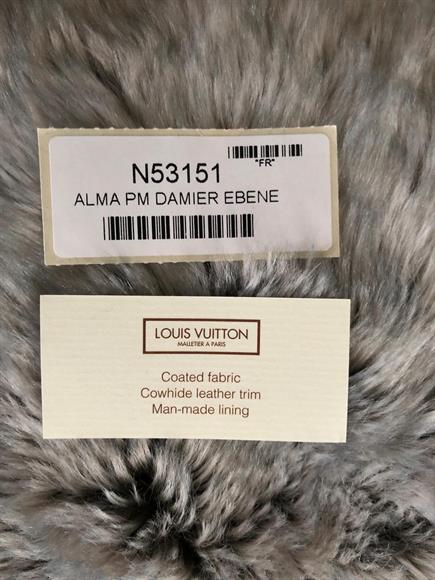 N53151
"FR"
ALMA PM DAMIER EBENE
LOUIS VUITTON
MALLETIER A PARIS
Coated fabric
Cowhide leather trim
Man-made lining